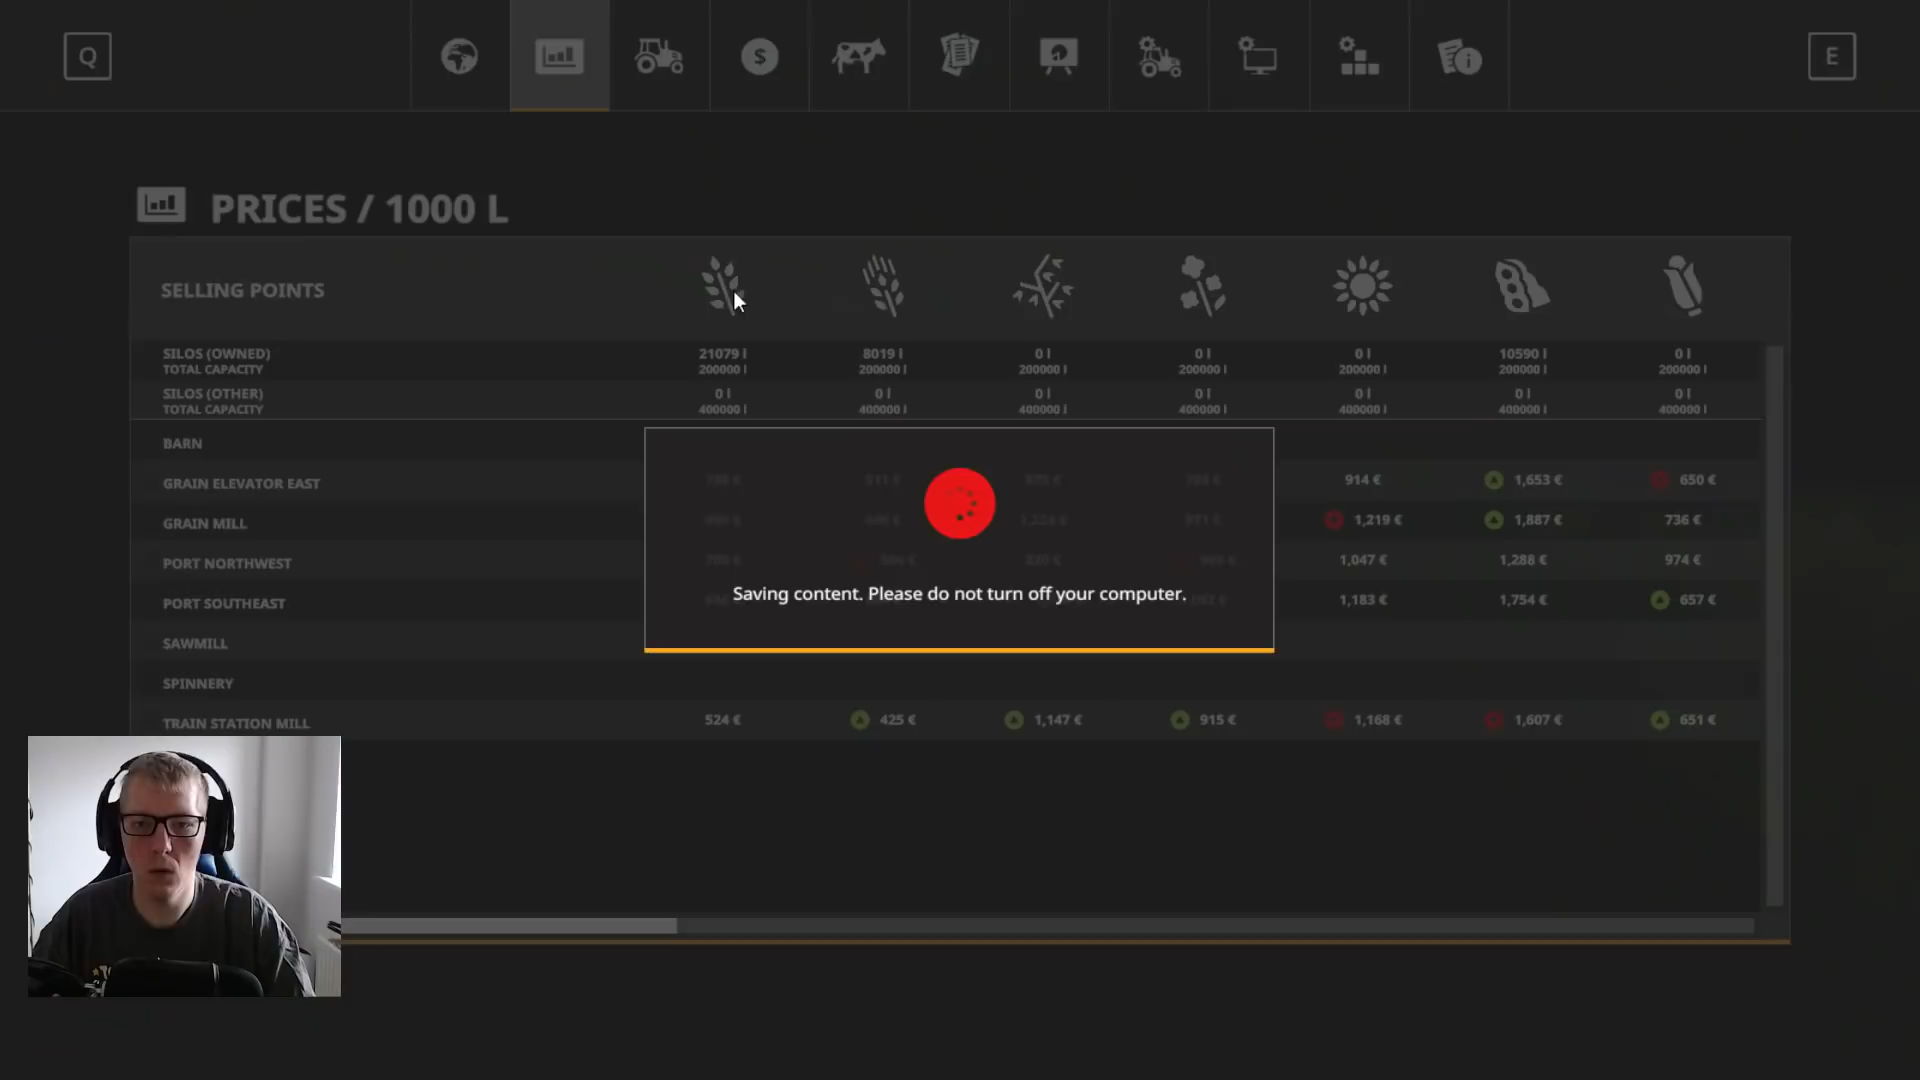 Q
E
PRICES / 1000 L
SELLING POINTS
SILOS (OWNED) 21079 l 8019 l 0 l 0 l 0 l 10590 l 0 l
TOTAL CAPACITY 200000 l 200000 l 200000 l 200000 l 200000 l 200000 l 200000 l
SILOS (OTHER) 0 l 0 l 0 l 0 l 0 l 0 l 0 l
TOTAL CAPACITY 400000 l 400000 l 400000 l 400000 l 400000 l 400000 l 400000 l
BARN
GRAIN ELEVATOR EAST 914 € 1,653 € 650 €
GRAIN MILL 1,219 € 1,887 € 736 €
PORT NORTHWEST 1,047 € 1,288 € 974 €
PORT SOUTHEAST 1,183 € 1,754 € 657 €
SAWMILL
SPINNERY
TRAIN STATION MILL 524 € 425 € 1,147 € 915 € 1,168 € 1,607 € 651 €
Saving content. Please do not turn off your computer.